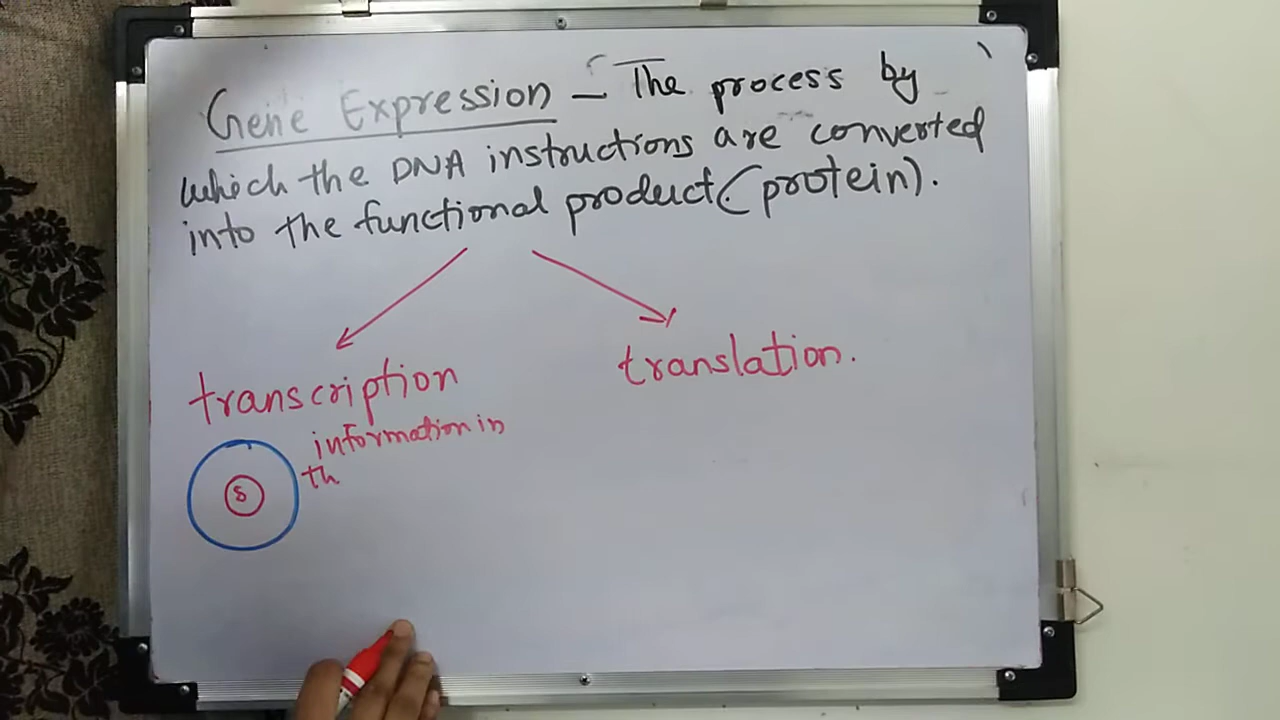 Gene Expression - The process by
which the DNA instructions are converted
into the functional product (protein).
transcription
translation.
information in
th